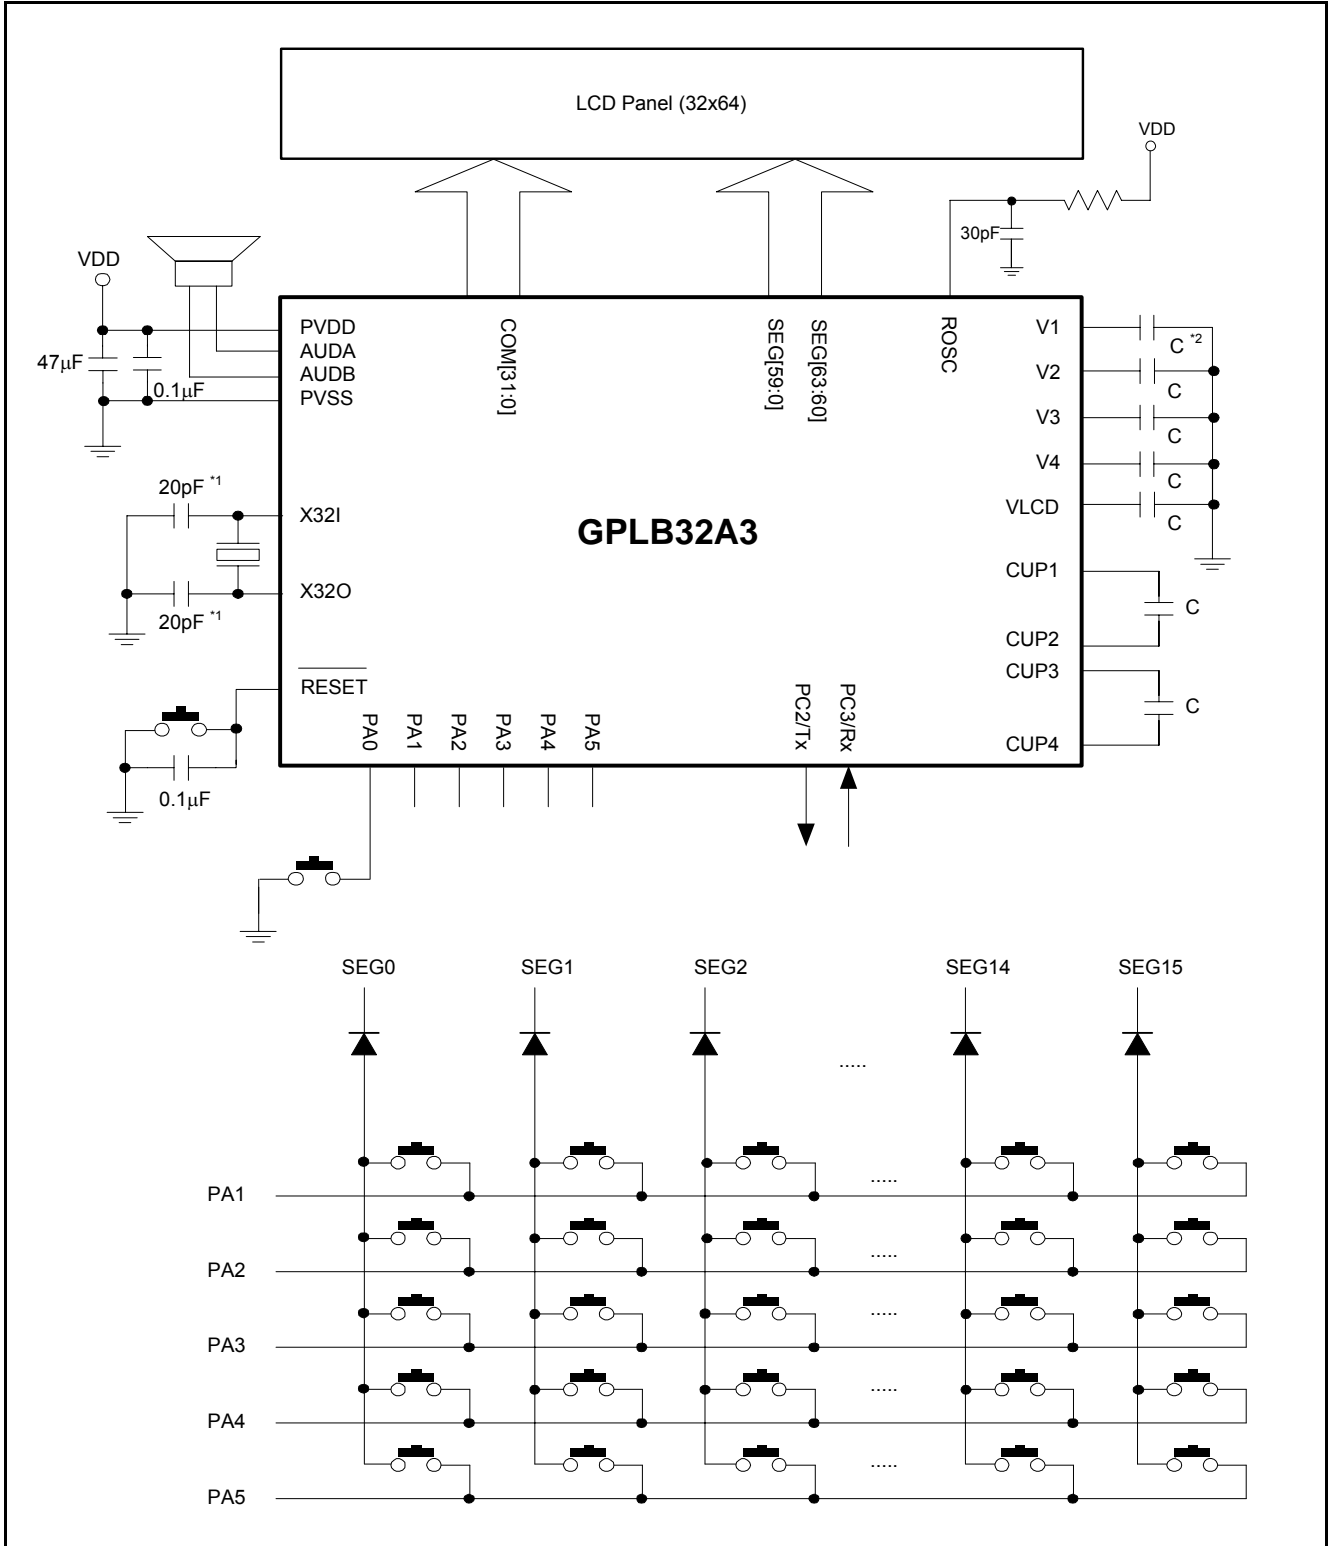 LCD Panel (32x64)
VDD
30pF
VDD
47µF
0.1µF
PVDD
AUDA
AUDB
PVSS
COM[31:0]
SEG[59:0]
SEG[63:60]
ROSC
V1
C *2
V2
C
V3
C
V4
C
VLCD
C
20pF *1
X32I
GPLB32A3
X32O
20pF *1
CUP1
C
CUP2
CUP3
C
CUP4
RESET
0.1µF
PA0
PA1
PA2
PA3
PA4
PA5
PC2/Tx
PC3/Rx
SEG0 SEG1 SEG2 SEG14 SEG15
.....
PA1 .....
PA2 .....
PA3 .....
PA4 .....
PA5 .....